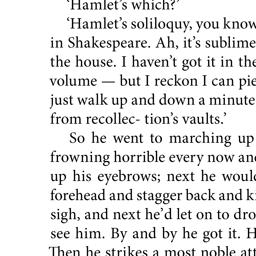 ‘Hamlet’s which?’
‘Hamlet’s soliloquy, you know
in Shakespeare. Ah, it’s sublime
the house. I haven’t got it in the
volume — but I reckon I can pie
just walk up and down a minute
from recollec- tion’s vaults.’
So he went to marching up
frowning horrible every now and
up his eyebrows; next he would
forehead and stagger back and k
sigh, and next he’d let on to dro
see him. By and by he got it. H
Then he strikes a most noble att